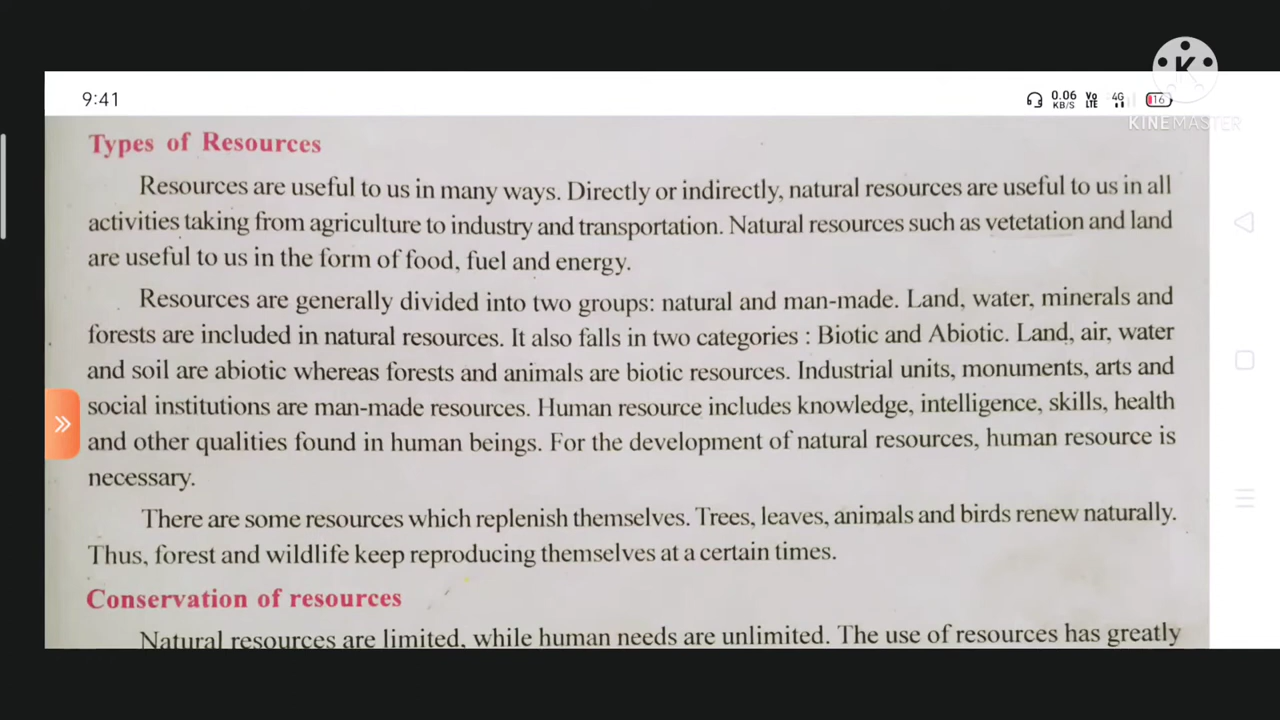 K
KINEMASTER
9:41
0.06 KB/S Vo LTE 4G 16
Types of Resources
Resources are useful to us in many ways. Directly or indirectly, natural resources are useful to us in all
activities taking from agriculture to industry and transportation. Natural resources such as vetetation and land
are useful to us in the form of food, fuel and energy.
Resources are generally divided into two groups: natural and man-made. Land, water, minerals and
forests are included in natural resources. It also falls in two categories : Biotic and Abiotic. Land, air, water
and soil are abiotic whereas forests and animals are biotic resources. Industrial units, monuments, arts and
social institutions are man-made resources. Human resource includes knowledge, intelligence, skills, health
and other qualities found in human beings. For the development of natural resources, human resource is
necessary.
There are some resources which replenish themselves. Trees, leaves, animals and birds renew naturally.
Thus, forest and wildlife keep reproducing themselves at a certain times.
Conservation of resources
Natural resources are limited, while human needs are unlimited. The use of resources has greatly